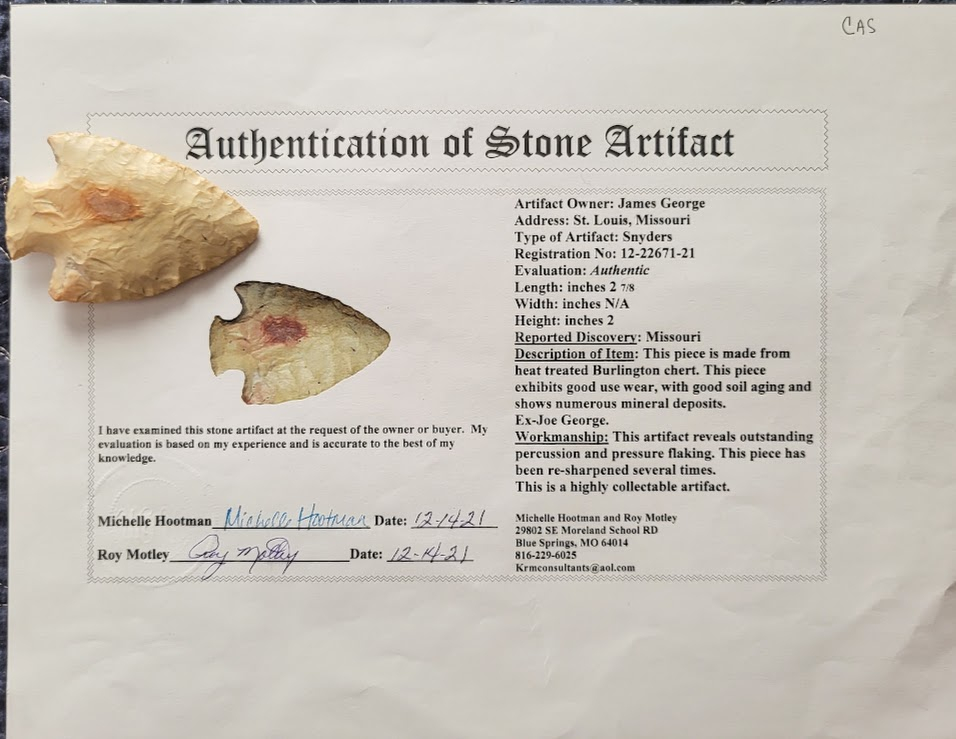 CAS
Authentication of Stone Artifact
Artifact Owner: James George
Address: St. Louis, Missouri
Type of Artifact: Snyders
Registration No: 12-22671-21
Evaluation: Authentic
Length: inches 2 7/8
Width: inches N/A
Height: inches 2
Reported Discovery: Missouri
Description of Item: This piece is made from
heat treated Burlington chert. This piece
exhibits good use wear, with good soil aging and
shows numerous mineral deposits.
Ex-Joe George.
Workmanship: This artifact reveals outstanding
percussion and pressure flaking. This piece has
been re-sharpened several times.
This is a highly collectable artifact.
I have examined this stone artifact at the request of the owner or buyer. My
evaluation is based on my experience and is accurate to the best of my
knowledge.
Michelle Hootman Michelle Hootman Date: 12-14-21
Roy Motley Roy Motley Date: 12-14-21
Michelle Hootman and Roy Motley
29802 SE Moreland School RD
Blue Springs, MO 64014
816-229-6025
Krmconsultants@aol.com